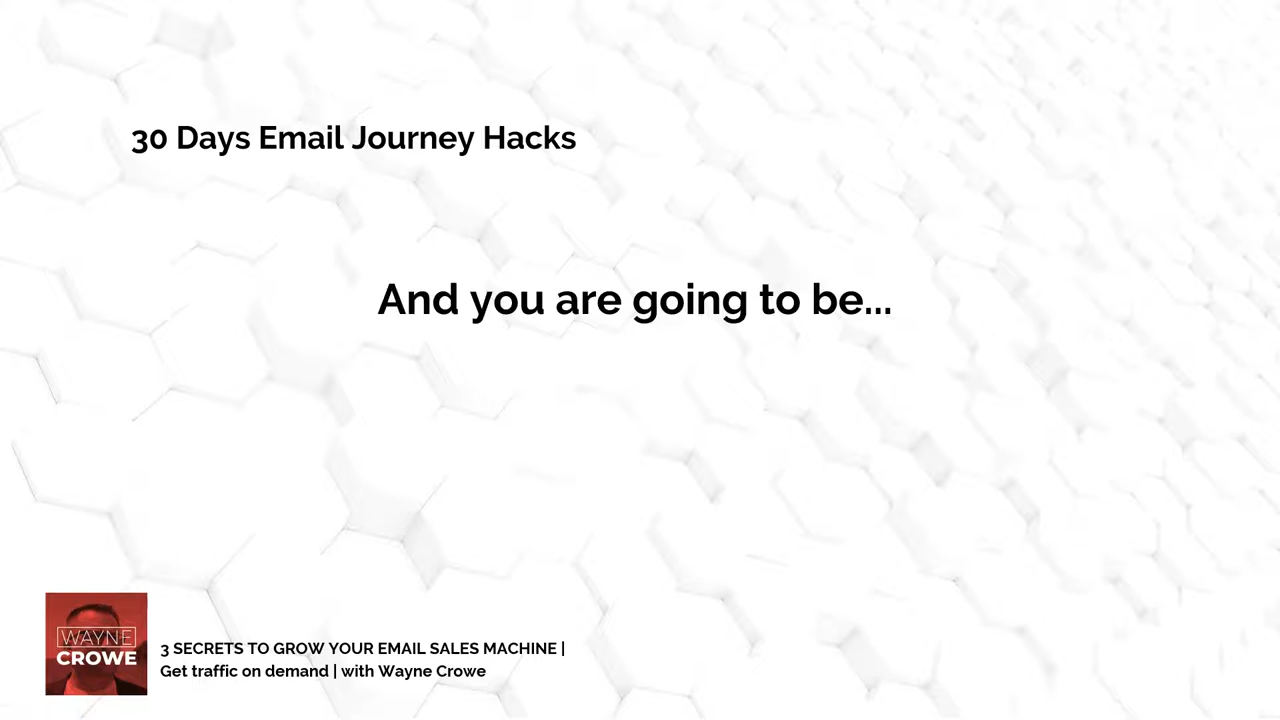 30 Days Email Journey Hacks
And you are going to be...
WAYNE
CROWE
3 SECRETS TO GROW YOUR EMAIL SALES MACHINE |
Get traffic on demand | with Wayne Crowe